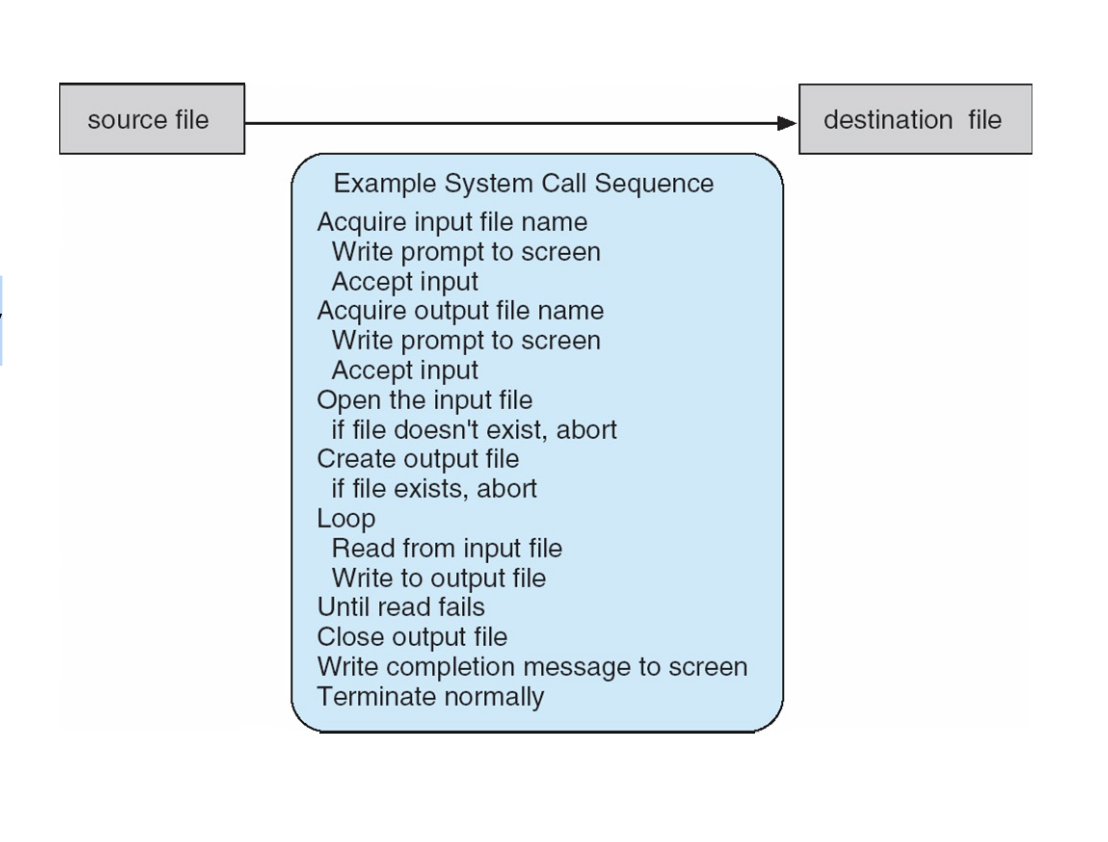 source file
destination file
Example System Call Sequence
Acquire input file name
Write prompt to screen
Accept input
Acquire output file name
Write prompt to screen
Accept input
Open the input file
if file doesn't exist, abort
Create output file
if file exists, abort
Loop
Read from input file
Write to output file
Until read fails
Close output file
Write completion message to screen
Terminate normally